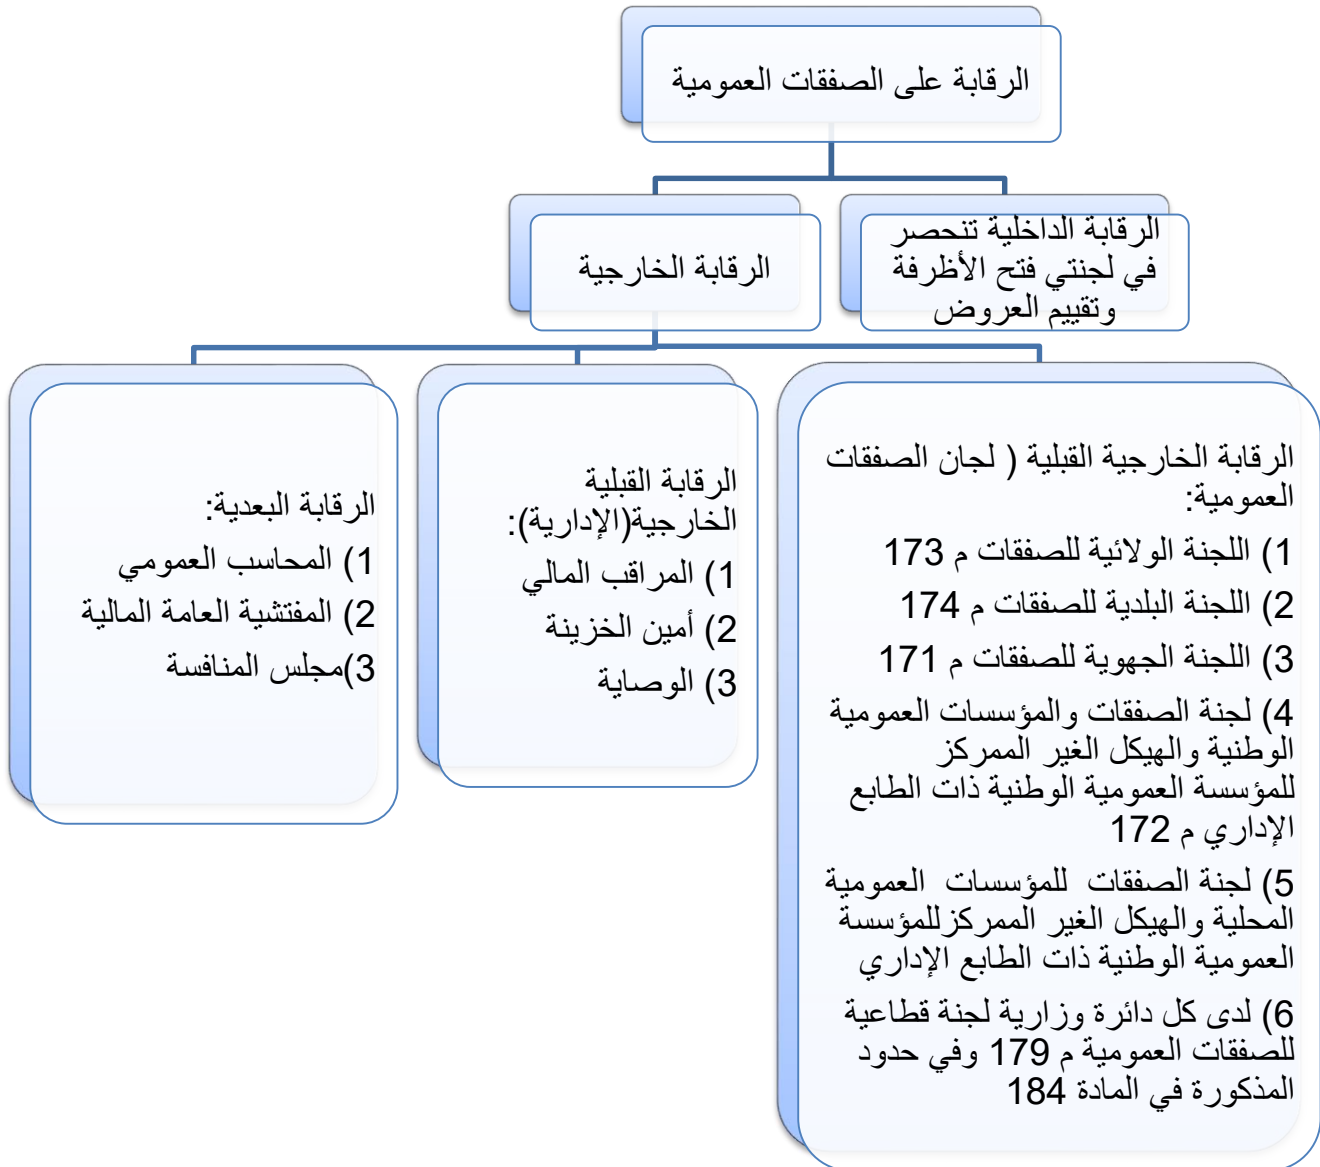 الرقابة على الصفقات العمومية
الرقابة الداخلية تنحصر
في لجنتي فتح الأظرفة
وتقييم العروض
الرقابة الخارجية
الرقابة الخارجية القبلية ( لجان الصفقات
العمومية:
1) اللجنة الولائية للصفقات م 173
2) اللجنة البلدية للصفقات م 174
3) اللجنة الجهوية للصفقات م 171
4) لجنة الصفقات والمؤسسات العمومية
الوطنية والهيكل الغير الممركز
للمؤسسة العمومية الوطنية ذات الطابع
الإداري م 172
5) لجنة الصفقات للمؤسسات العمومية
المحلية والهيكل الغير الممركزللمؤسسة
العمومية الوطنية ذات الطابع الإداري
6) لدى كل دائرة وزارية لجنة قطاعية
للصفقات العمومية م 179 وفي حدود
المذكورة في المادة 184
الرقابة القبلية
الخارجية(الإدارية):
1) المراقب المالي
2) أمين الخزينة
3) الوصاية
الرقابة البعدية:
1) المحاسب العمومي
2) المفتشية العامة المالية
3)مجلس المنافسة